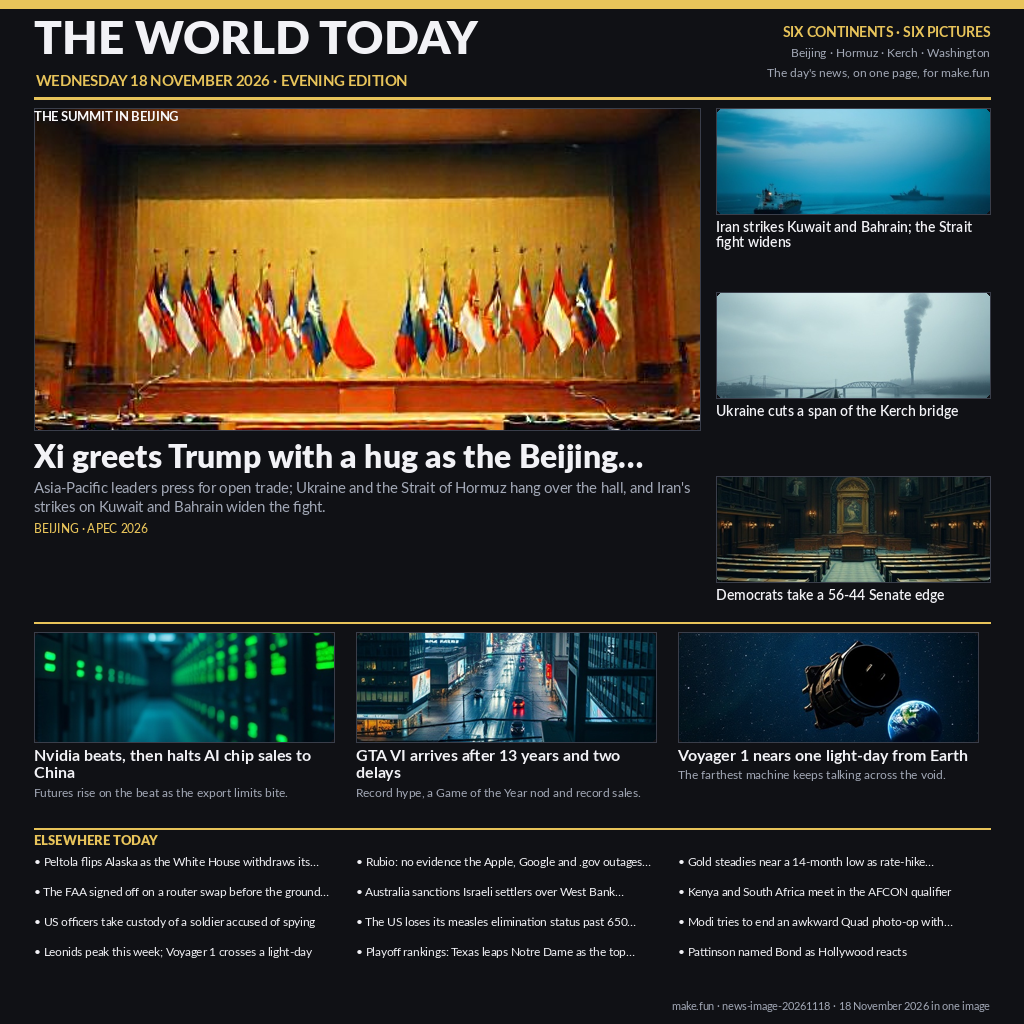 THE WORLD TODAY
WEDNESDAY 18 NOVEMBER 2026 · EVENING EDITION
SIX CONTINENTS · SIX PICTURES
Beijing · Hormuz · Kerch · Washington
The day's news, on one page, for make.fun
THE SUMMIT IN BEIJING
Xi greets Trump with a hug as the Beijing...
Asia-Pacific leaders press for open trade; Ukraine and the Strait of Hormuz hang over the hall, and Iran's
strikes on Kuwait and Bahrain widen the fight.
BEIJING · APEC 2026
Iran strikes Kuwait and Bahrain; the Strait
fight widens
Ukraine cuts a span of the Kerch bridge
Democrats take a 56-44 Senate edge
Nvidia beats, then halts AI chip sales to
China
Futures rise on the beat as the export limits bite.
GTA VI arrives after 13 years and two
delays
Record hype, a Game of the Year nod and record sales.
Voyager 1 nears one light-day from Earth
The farthest machine keeps talking across the void.
ELSEWHERE TODAY
• Peltola flips Alaska as the White House withdraws its...
• The FAA signed off on a router swap before the ground...
• US officers take custody of a soldier accused of spying
• Leonids peak this week; Voyager 1 crosses a light-day
• Rubio: no evidence the Apple, Google and .gov outages...
• Australia sanctions Israeli settlers over West Bank...
• The US loses its measles elimination status past 650...
• Playoff rankings: Texas leaps Notre Dame as the top...
• Gold steadies near a 14-month low as rate-hike...
• Kenya and South Africa meet in the AFCON qualifier
• Modi tries to end an awkward Quad photo-op with...
• Pattinson named Bond as Hollywood reacts
make.fun · news-image-20261118 · 18 November 2026 in one image